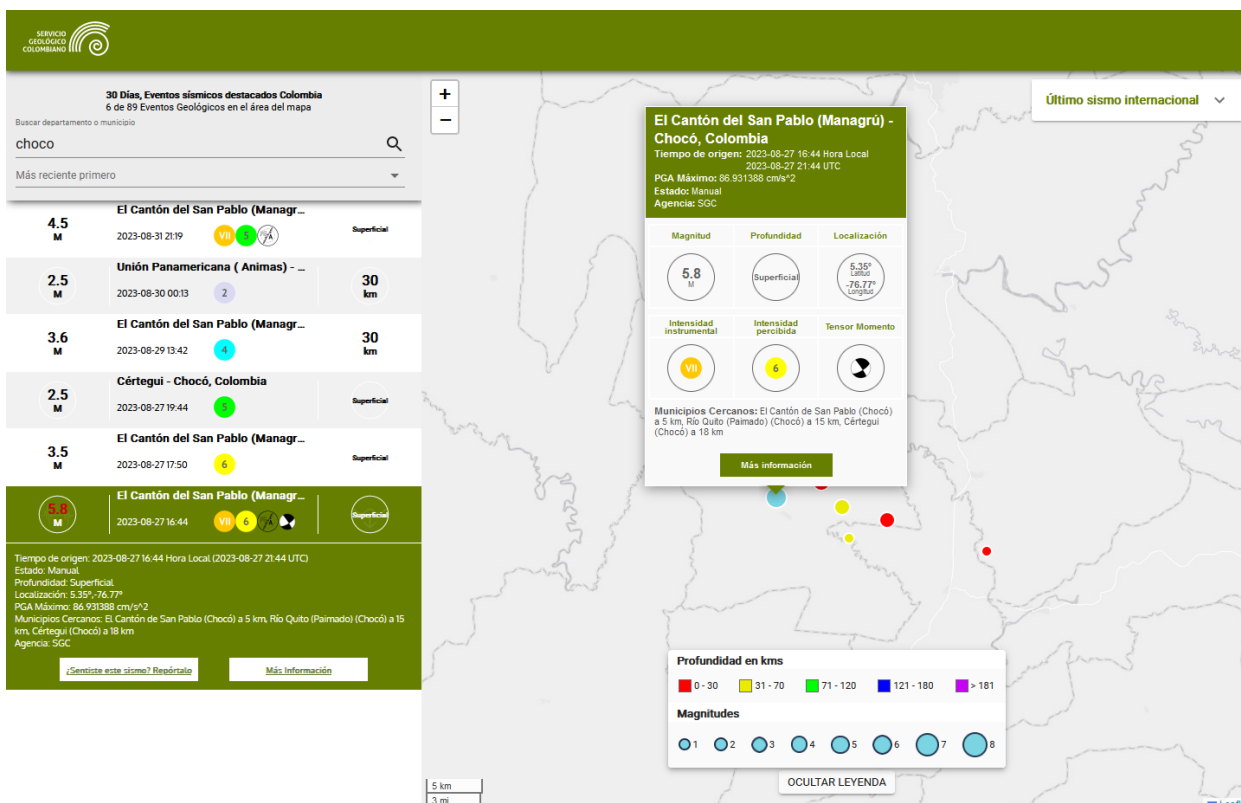 SERVICIO
GEOLÓGICO
COLOMBIANO
30 Días, Eventos sísmicos destacados Colombia
6 de 89 Eventos Geológicos en el área del mapa
Buscar departamento o municipio
choco
Más reciente primero
4.5
M
El Cantón del San Pablo (Managr...
2023-08-31 21:19
VII
5
Superficial
2.5
M
Unión Panamericana ( Animas) - ...
2023-08-30 00:13
2
30
km
3.6
M
El Cantón del San Pablo (Managr...
2023-08-29 13:42
4
30
km
2.5
M
Cértegui - Chocó, Colombia
2023-08-27 19:44
5
Superficial
3.5
M
El Cantón del San Pablo (Managr...
2023-08-27 17:50
6
Superficial
5.8
M
El Cantón del San Pablo (Managr...
2023-08-27 16:44
VII
6
Superficial
Tiempo de origen: 2023-08-27 16:44 Hora Local (2023-08-27 21:44 UTC)
Estado: Manual
Profundidad: Superficial
Localización: 5.35°,-76.77°
PGA Máximo: 86.931388 cm/s^2
Municipios Cercanos: El Cantón de San Pablo (Chocó) a 5 km, Río Quito (Paimado) (Chocó) a 15
km, Cértegui (Chocó) a 18 km
Agencia: SGC
¿Sentiste este sismo? Repórtalo
Más Información
+
−
Último sismo internacional
El Cantón del San Pablo (Managrú) -
Chocó, Colombia
Tiempo de origen: 2023-08-27 16:44 Hora Local
2023-08-27 21:44 UTC
PGA Máximo: 86.931388 cm/s^2
Estado: Manual
Agencia: SGC
Magnitud Profundidad Localización
5.8
M
Superficial
5.35°
Latitud
-76.77°
Longitud
Intensidad
instrumental
Intensidad
percibida
Tensor Momento
VII
6
Municipios Cercanos: El Cantón de San Pablo (Chocó)
a 5 km, Río Quito (Paimado) (Chocó) a 15 km, Cértegui
(Chocó) a 18 km
Más información
Profundidad en kms
0 - 30 31 - 70 71 - 120 121 - 180 > 181
Magnitudes
1 2 3 4 5 6 7 8
OCULTAR LEYENDA
5 km
3 mi